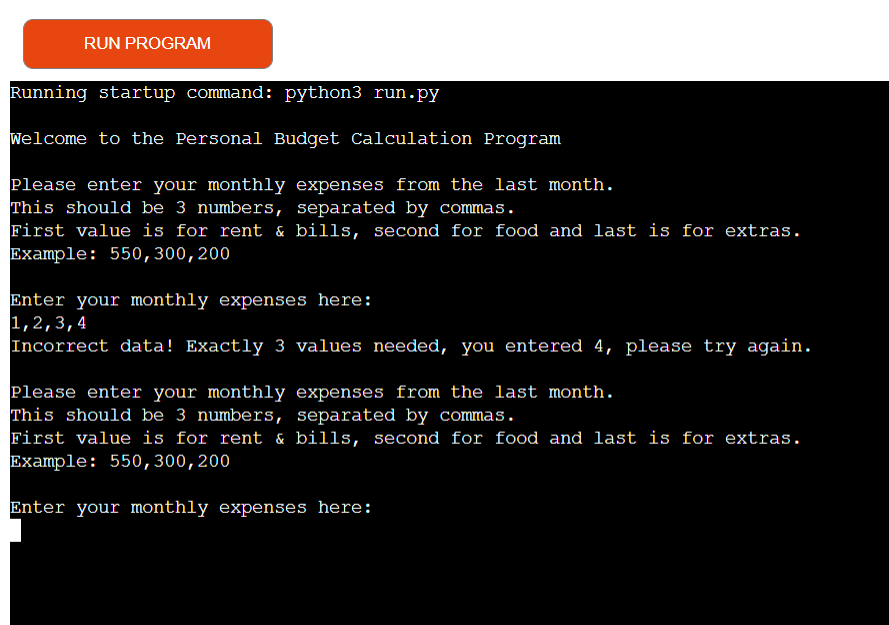 RUN PROGRAM
Running startup command: python3 run.py
Welcome to the Personal Budget Calculation Program
Please enter your monthly expenses from the last month.
This should be 3 numbers, separated by commas.
First value is for rent & bills, second for food and last is for extras.
Example: 550,300,200
Enter your monthly expenses here:
1,2,3,4
Incorrect data! Exactly 3 values needed, you entered 4, please try again.
Please enter your monthly expenses from the last month.
This should be 3 numbers, separated by commas.
First value is for rent & bills, second for food and last is for extras.
Example: 550,300,200
Enter your monthly expenses here: